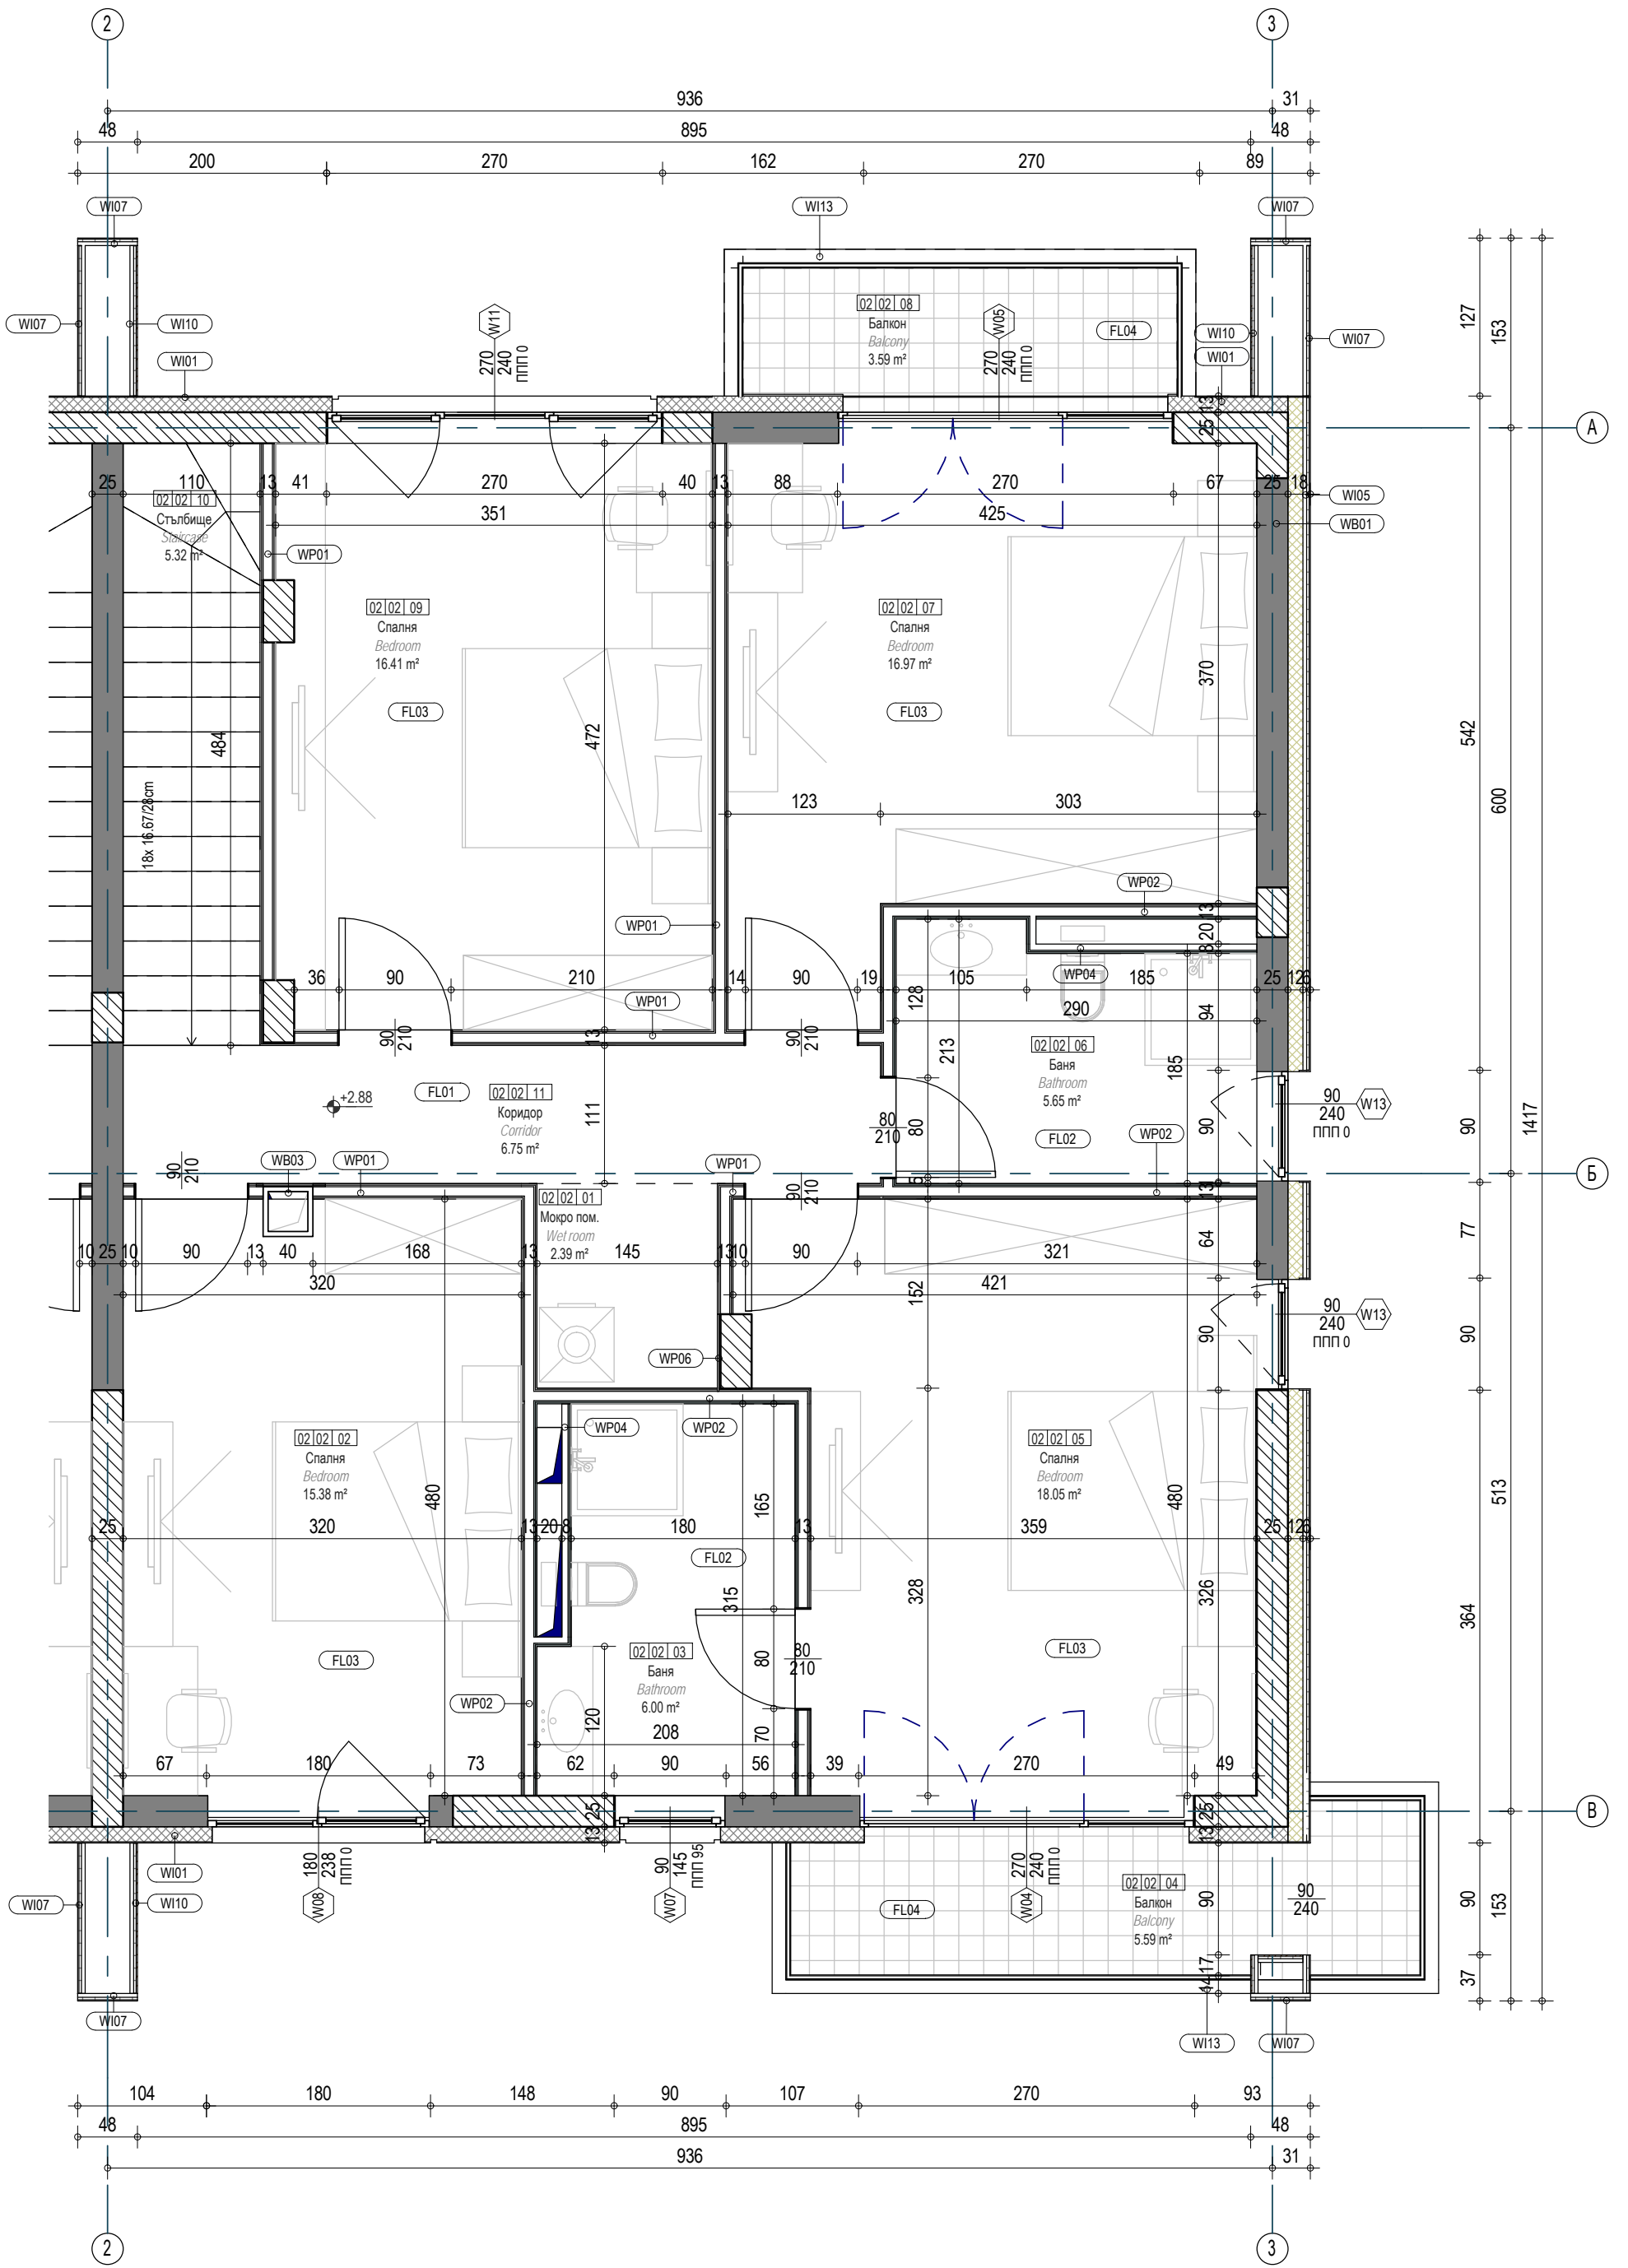 2
3
936
31
48
895
48
200
270
162
270
89
WI07
WI13
WI07
W11
270
240
ППП 0
02 02 08
Балкон
Balcony
3.59 m²
W05
270
240
ППП 0
FL04
WI07
WI10
WI10
WI07
WI01
WI01
127
153
13
25
А
25
110
13
41
270
40
13
88
270
67
25
18
WI05
351
425
WB01
02 02 10
Стълбище
Staircase
5.32 m²
WP01
02 02 09
Спалня
Bedroom
16.41 m²
FL03
02 02 07
Спалня
Bedroom
16.97 m²
FL03
370
484
472
542
600
18x 16.67/28cm
123
303
WP02
WP01
13
20
8
36
90
210
14
90
19
105
WP04
185
25
12
6
WP01
128
290
94
90
210
13
90
210
213
02 02 06
Баня
Bathroom
5.65 m²
185
+2.88
FL01
02 02 11
Коридор
Corridor
6.75 m²
111
80
210
80
FL02
WP02
90
90
240
ППП 0
W13
90
1417
90
210
WB03
WP01
WP01
90
210
5
13
Б
02 02 01
Мокро пом.
Wet room
2.39 m²
64
77
10
25
10
90
13
40
168
13
145
13
10
90
321
320
152
421
90
90
240
ППП 0
W13
90
WP06
WP04
WP02
02 02 02
Спалня
Bedroom
15.38 m²
480
165
02 02 05
Спалня
Bedroom
18.05 m²
480
513
25
320
13
20
8
180
13
359
25
12
6
FL02
315
328
326
364
FL03
02 02 03
Баня
Bathroom
6.00 m²
80
80
210
FL03
WP02
120
208
70
67
180
73
62
90
56
39
270
49
13
25
13
25
В
WI01
180
238
ППП 0
W08
90
145
ППП 95
W07
270
240
ППП 0
W04
WI07
WI10
FL04
02 02 04
Балкон
Balcony
5.59 m²
90
90
240
90
153
17
14
37
WI07
WI13
WI07
104
180
148
90
107
270
93
48
895
48
936
31
2
3